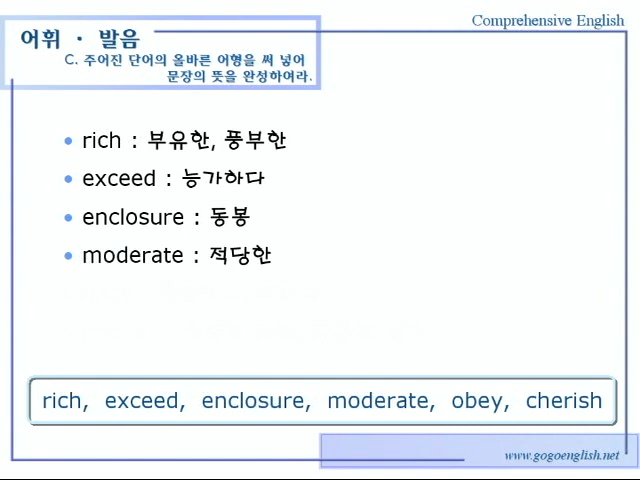 Comprehensive English
어휘 · 발음
C. 주어진 단어의 올바른 어형을 써 넣어
문장의 뜻을 완성하여라.
• rich : 부유한, 풍부한
• exceed : 능가하다
• enclosure : 동봉
• moderate : 적당한
rich, exceed, enclosure, moderate, obey, cherish
www.gogoenglish.net